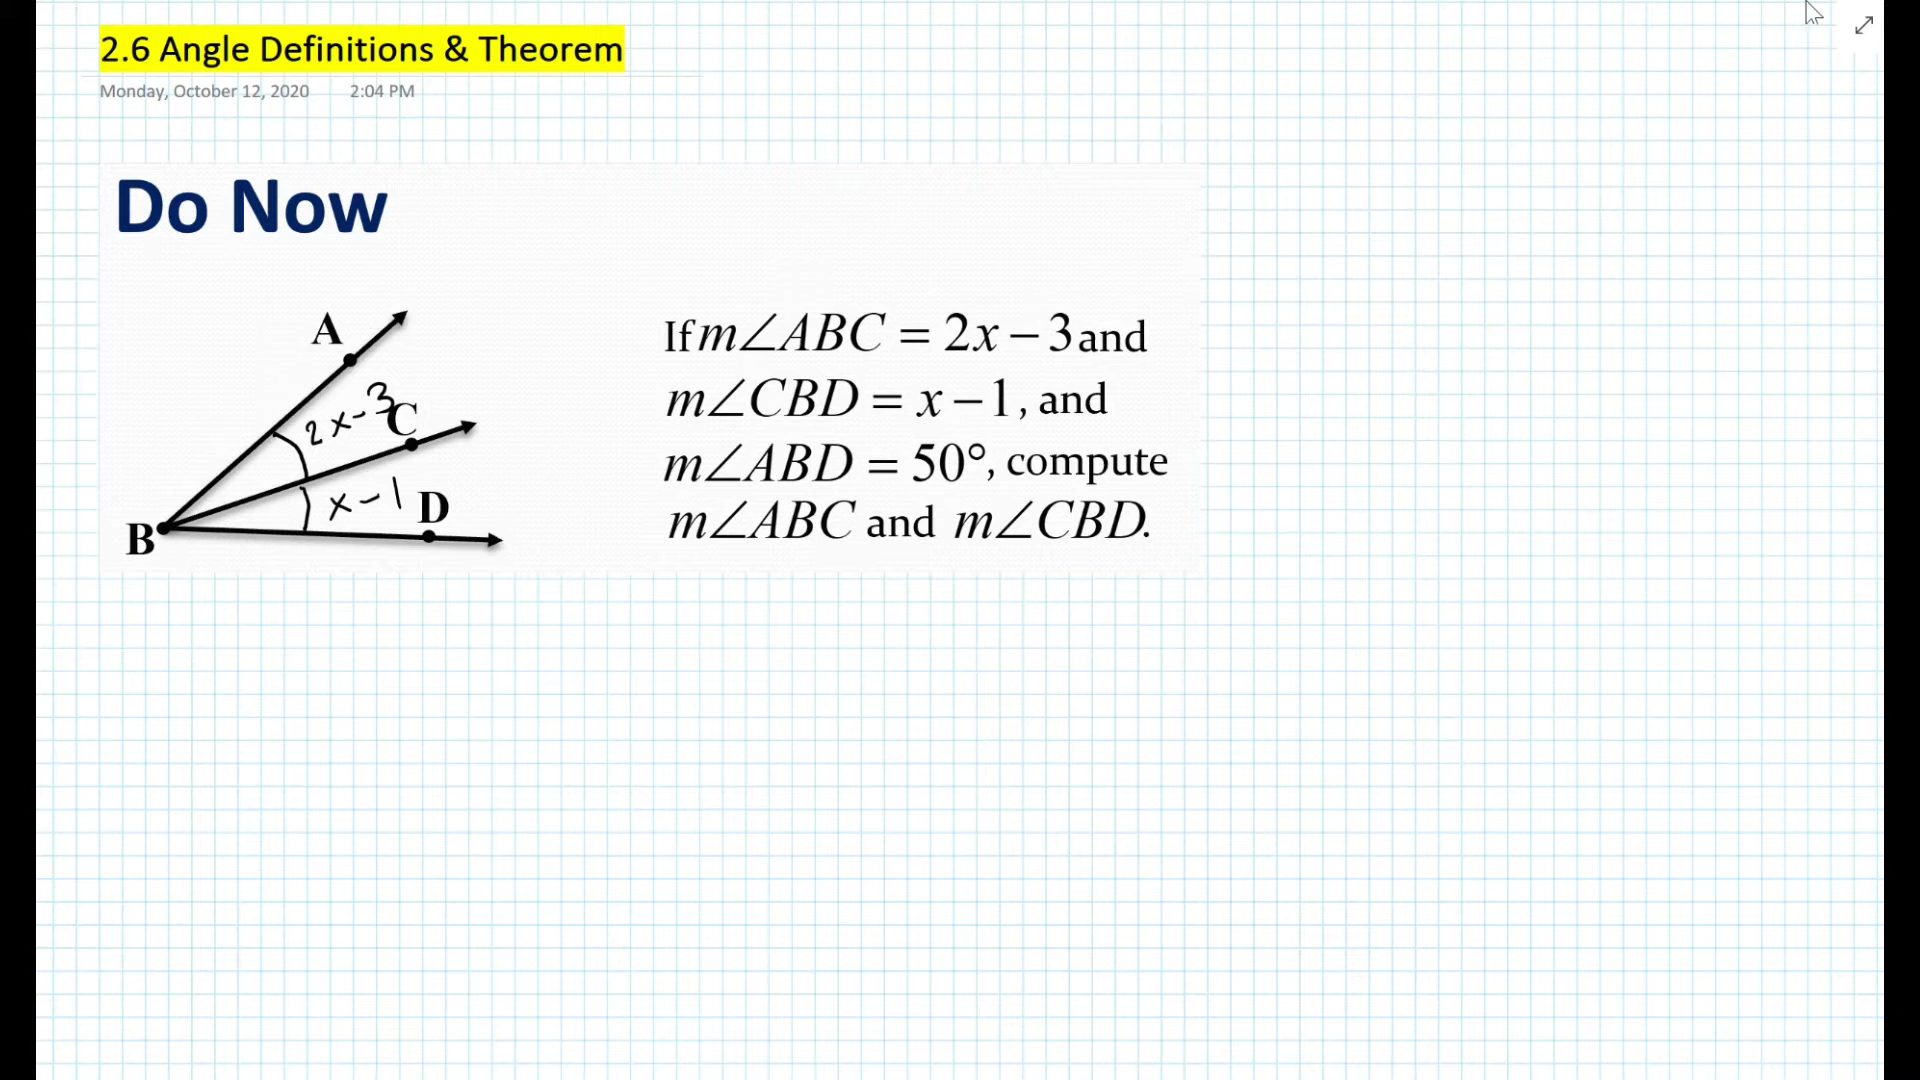 2.6 Angle Definitions & Theorem
Monday, October 12, 2020 2:04 PM
Do Now
A
2x-3
C
x-1
D
B
If m∠ABC = 2x − 3 and
m∠CBD = x − 1, and
m∠ABD = 50°, compute
m∠ABC and m∠CBD.